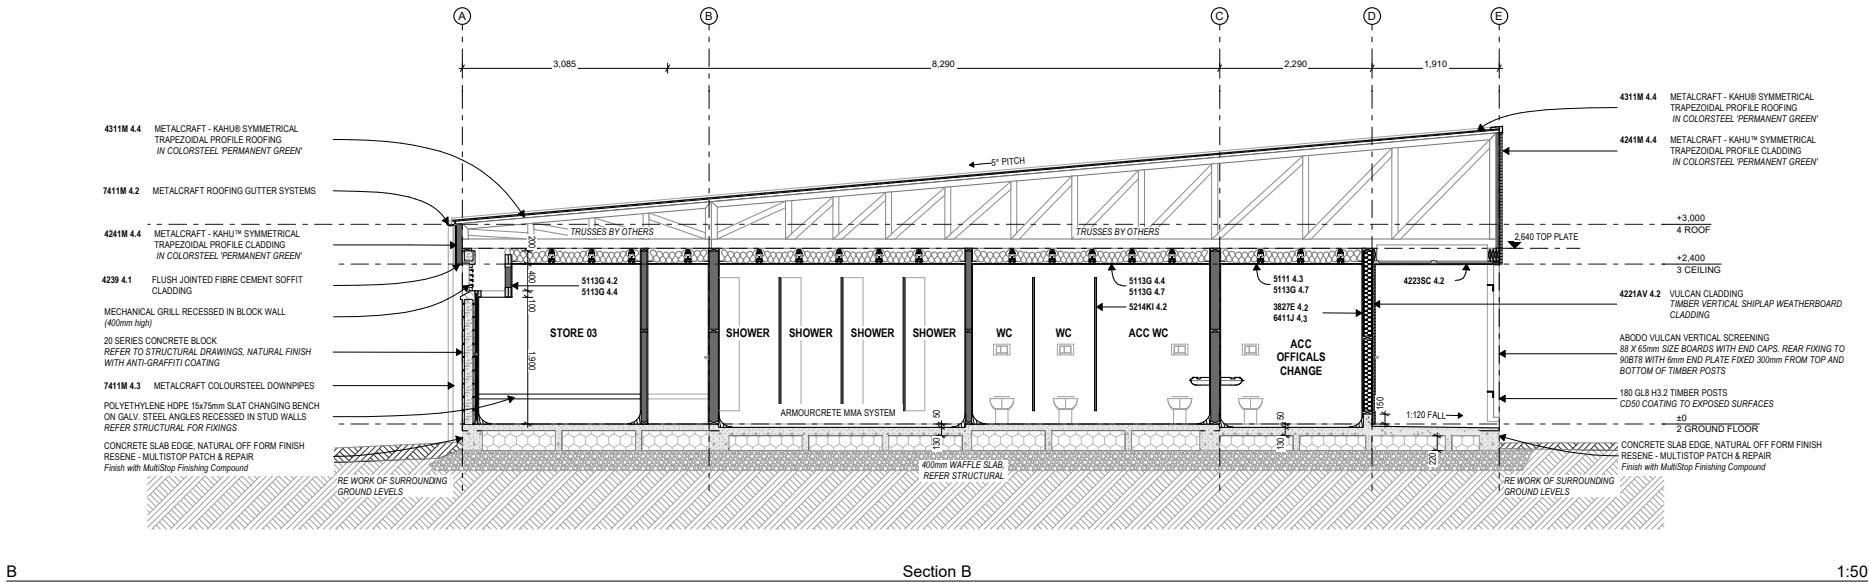 A
B
C
D
E
3,085
8,290
2,290
1,910
4311M 4.4 METALCRAFT - KAHU® SYMMETRICAL
TRAPEZOIDAL PROFILE ROOFING
IN COLORSTEEL 'PERMANENT GREEN'
7411M 4.2 METALCRAFT ROOFING GUTTER SYSTEMS
4241M 4.4 METALCRAFT - KAHU™ SYMMETRICAL
TRAPEZOIDAL PROFILE CLADDING
IN COLORSTEEL 'PERMANENT GREEN'
4239 4.1 FLUSH JOINTED FIBRE CEMENT SOFFIT
CLADDING
MECHANICAL GRILL RECESSED IN BLOCK WALL
(400mm high)
20 SERIES CONCRETE BLOCK
REFER TO STRUCTURAL DRAWINGS, NATURAL FINISH
WITH ANTI-GRAFFITI COATING
7411M 4.3 METALCRAFT COLOURSTEEL DOWNPIPES
POLYETHYLENE HDPE 15x75mm SLAT CHANGING BENCH
ON GALV. STEEL ANGLES RECESSED IN STUD WALLS
REFER STRUCTURAL FOR FIXINGS
CONCRETE SLAB EDGE, NATURAL OFF FORM FINISH
RESENE - MULTISTOP PATCH & REPAIR
Finish with MultiStop Finishing Compound
RE WORK OF SURROUNDING
GROUND LEVELS
5° PITCH
TRUSSES BY OTHERS
TRUSSES BY OTHERS
200
400
100
1,900
5113G 4.2
5113G 4.4
5113G 4.4
5113G 4.7
5214KI 4.2
5111 4.3
5113G 4.7
3827E 4.2
6411J 4.3
4223SC 4.2
STORE 03
SHOWER
SHOWER
SHOWER
SHOWER
WC
WC
ACC WC
ACC
OFFICALS
CHANGE
ARMOURCRETE MMA SYSTEM
50
130
50
130
150
220
1:120 FALL
400mm WAFFLE SLAB,
REFER STRUCTURAL
4311M 4.4 METALCRAFT - KAHU® SYMMETRICAL
TRAPEZOIDAL PROFILE ROOFING
IN COLORSTEEL 'PERMANENT GREEN'
4241M 4.4 METALCRAFT - KAHU™ SYMMETRICAL
TRAPEZOIDAL PROFILE CLADDING
IN COLORSTEEL 'PERMANENT GREEN'
+3,000
4 ROOF
2,640 TOP PLATE
+2,400
3 CEILING
4221AV 4.2 VULCAN CLADDING
TIMBER VERTICAL SHIPLAP WEATHERBOARD
CLADDING
ABODO VULCAN VERTICAL SCREENING
88 X 65mm SIZE BOARDS WITH END CAPS. REAR FIXING TO
90BT8 WITH 6mm END PLATE FIXED 300mm FROM TOP AND
BOTTOM OF TIMBER POSTS
180 GL8 H3.2 TIMBER POSTS
CD50 COATING TO EXPOSED SURFACES
±0
2 GROUND FLOOR
CONCRETE SLAB EDGE, NATURAL OFF FORM FINISH
RESENE - MULTISTOP PATCH & REPAIR
Finish with MultiStop Finishing Compound
RE WORK OF SURROUNDING
GROUND LEVELS
B
Section B
1:50